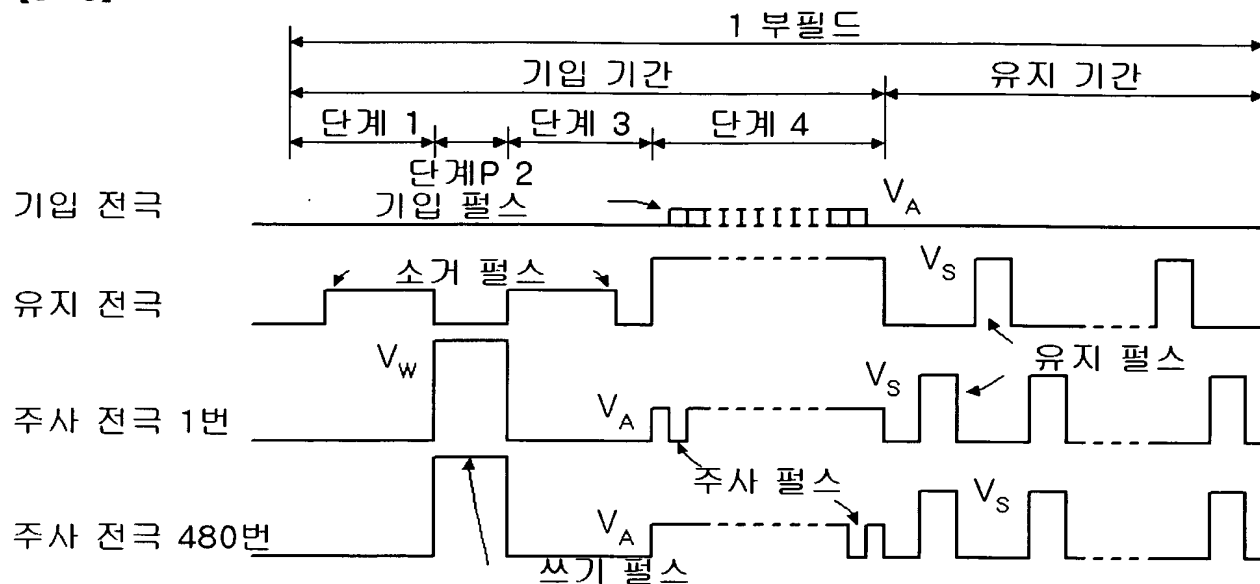 1 부필드
기입 기간
유지 기간
단계 1
단계 3
단계 4
단계P 2
기입 전극
기입 펄스
V_A
유지 전극
소거 펄스
V_S
V_W
유지 펄스
주사 전극 1번
V_A
V_S
주사 펄스
주사 전극 480번
V_A
V_S
쓰기 펄스